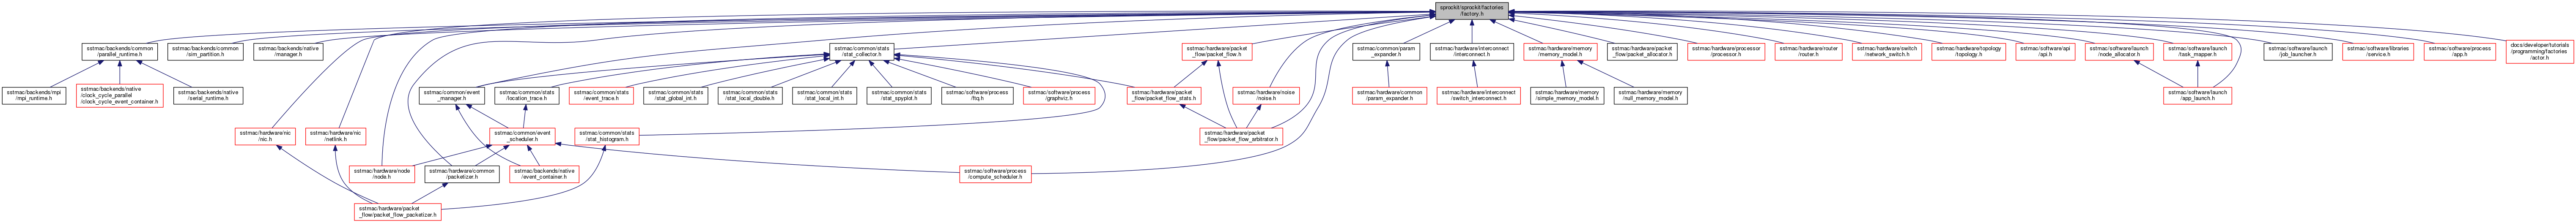 sprockit/sprockit/factories
/factory.h
sstmac/backends/common
/parallel_runtime.h
sstmac/backends/common
/sim_partition.h
sstmac/backends/native
/manager.h
sstmac/common/stats
/stat_collector.h
sstmac/hardware/packet
_flow/packet_flow.h
sstmac/common/param
_expander.h
sstmac/hardware/interconnect
/interconnect.h
sstmac/hardware/memory
/memory_model.h
sstmac/hardware/packet
_flow/packet_allocator.h
sstmac/hardware/processor
/processor.h
sstmac/hardware/router
/router.h
sstmac/hardware/switch
/network_switch.h
sstmac/hardware/topology
/topology.h
sstmac/software/api
/api.h
sstmac/software/launch
/node_allocator.h
sstmac/software/launch
/task_mapper.h
sstmac/software/launch
/job_launcher.h
sstmac/software/libraries
/service.h
sstmac/software/process
/app.h
docs/developer/tutorials
/programming/factories
/actor.h
sstmac/backends/mpi
/mpi_runtime.h
sstmac/backends/native
/clock_cycle_parallel
/clock_cycle_event_container.h
sstmac/backends/native
/serial_runtime.h
sstmac/common/event
_manager.h
sstmac/common/stats
/location_trace.h
sstmac/common/stats
/event_trace.h
sstmac/common/stats
/stat_global_int.h
sstmac/common/stats
/stat_local_double.h
sstmac/common/stats
/stat_local_int.h
sstmac/common/stats
/stat_spyplot.h
sstmac/software/process
/ftq.h
sstmac/software/process
/graphviz.h
sstmac/hardware/packet
_flow/packet_flow_stats.h
sstmac/hardware/noise
/noise.h
sstmac/hardware/common
/param_expander.h
sstmac/hardware/interconnect
/switch_interconnect.h
sstmac/hardware/memory
/simple_memory_model.h
sstmac/hardware/memory
/null_memory_model.h
sstmac/software/launch
/app_launch.h
sstmac/hardware/nic
/nic.h
sstmac/hardware/nic
/netlink.h
sstmac/common/event
_scheduler.h
sstmac/common/stats
/stat_histogram.h
sstmac/hardware/packet
_flow/packet_flow_arbitrator.h
sstmac/hardware/node
/node.h
sstmac/hardware/common
/packetizer.h
sstmac/backends/native
/event_container.h
sstmac/software/process
/compute_scheduler.h
sstmac/hardware/packet
_flow/packet_flow_packetizer.h